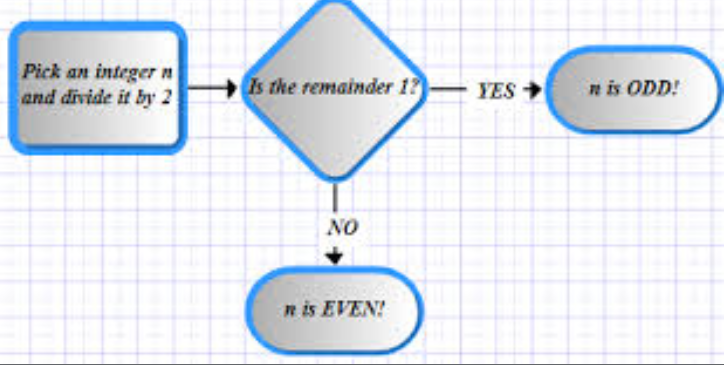 Pick an integer n
and divide it by 2
Is the remainder 1?
YES
n is ODD!
NO
n is EVEN!